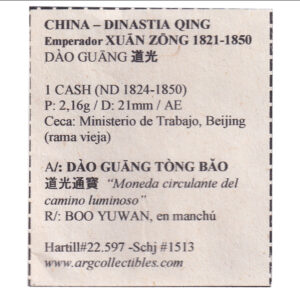 CHINA – DINASTIA QING
Emperador XUĀN ZŌNG 1821-1850
DÀO GUĀNG 道光
1 CASH (ND 1824-1850)
P: 2,16g / D: 21mm / AE
Ceca: Ministerio de Trabajo, Beijing
(rama vieja)
A/: DÀO GUĀNG TÒNG BĂO
道光通寶 “Moneda circulante del
camino luminoso”
R/: BOO YUWAN, en manchú
Hartill#22.597 -Schj #1513
www.argcollectibles.com